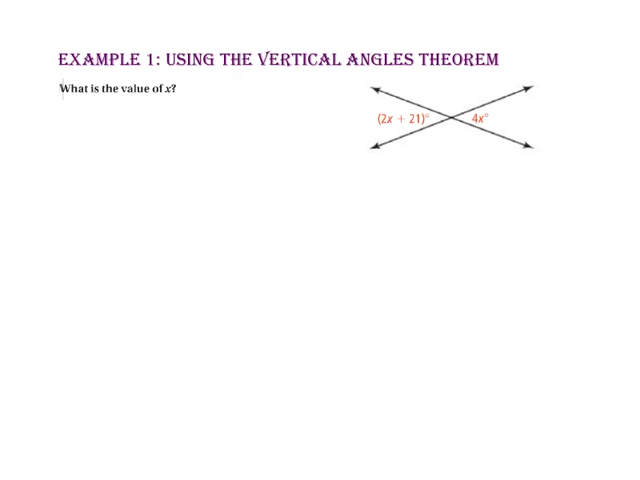 EXAMPLE 1: USING THE VERTICAL ANGLES THEOREM
What is the value of x?
(2x + 21)° 4x°